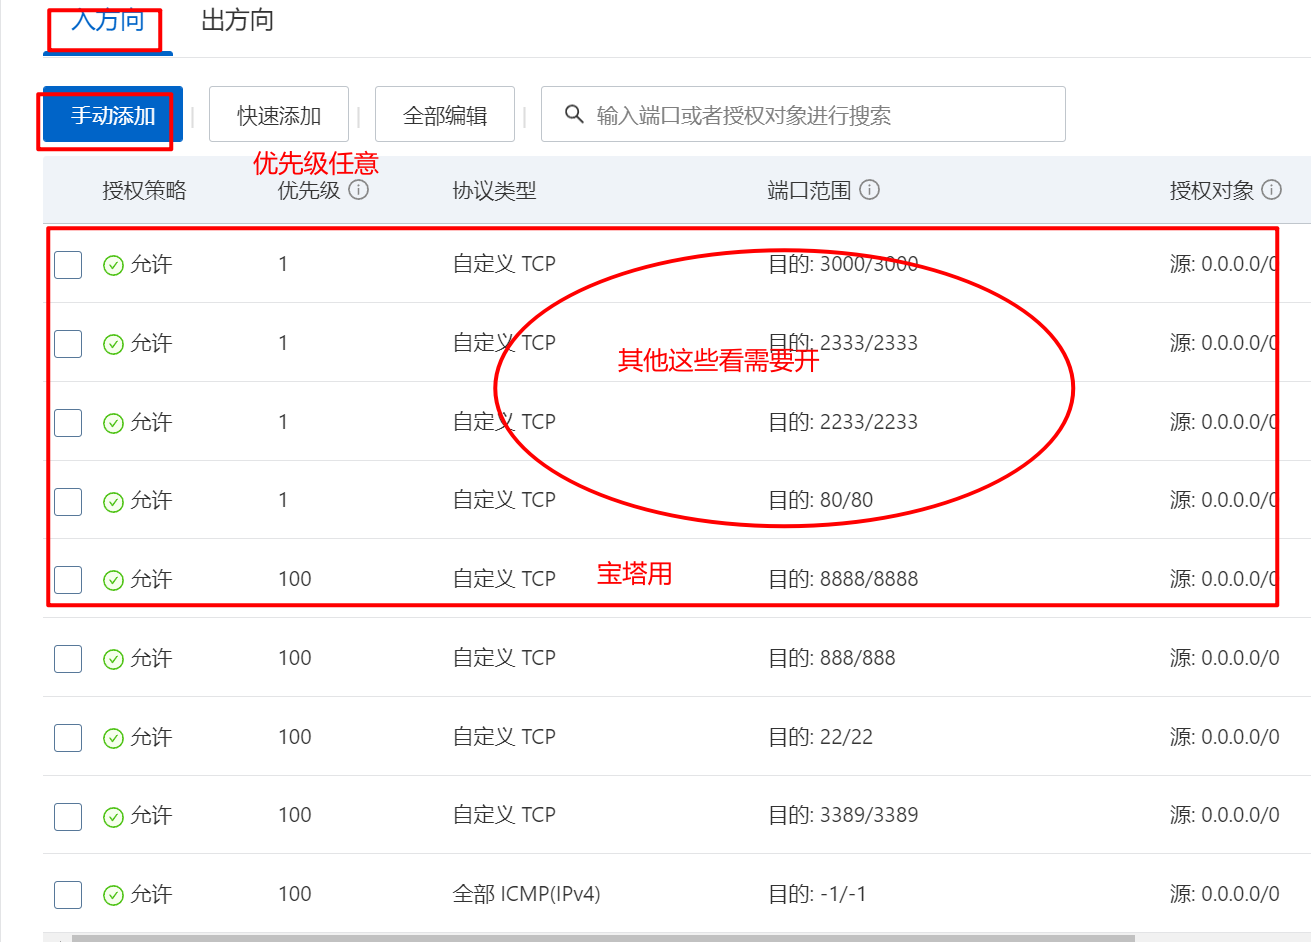 入方向 出方向
手动添加 快速添加 全部编辑 输入端口或者授权对象进行搜索
优先级任意
授权策略 优先级 协议类型 端口范围 授权对象
允许 1 自定义 TCP 目的: 3000/3000 源: 0.0.0.0/0
允许 1 自定义 TCP 目的: 2333/2333 源: 0.0.0.0/0
其他这些看需要开
允许 1 自定义 TCP 目的: 2233/2233 源: 0.0.0.0/0
允许 1 自定义 TCP 目的: 80/80 源: 0.0.0.0/0
允许 100 自定义 TCP 宝塔用 目的: 8888/8888 源: 0.0.0.0/0
允许 100 自定义 TCP 目的: 888/888 源: 0.0.0.0/0
允许 100 自定义 TCP 目的: 22/22 源: 0.0.0.0/0
允许 100 自定义 TCP 目的: 3389/3389 源: 0.0.0.0/0
允许 100 全部 ICMP(IPv4) 目的: -1/-1 源: 0.0.0.0/0